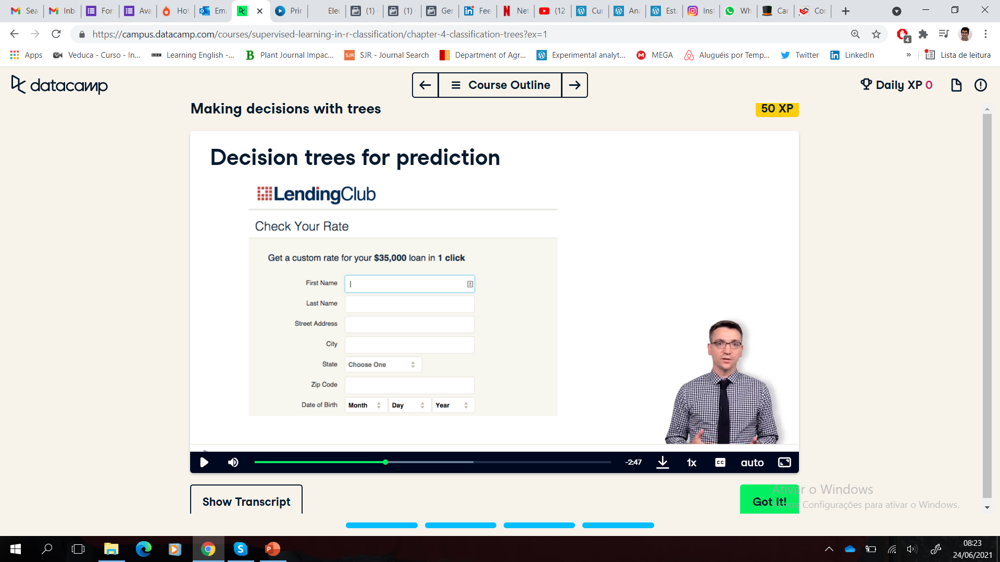 Sea
Inb
For
Ava
Hot
Em
Prir
Eler
(1)
(1)
Ger
Fee
Net
(12
Cur
An
Est
Ins
Wh
Car
Cor
https://campus.datacamp.com/courses/supervised-learning-in-r-classification/chapter-4-classification-trees?ex=1
4
Apps
Veduca - Curso - In...
BBC
Learning English -...
B
Plant Journal Impac...
SJR
SJR - Journal Search
Department of Agr...
Experimental analyt...
M
MEGA
Aluguéis por Temp...
Twitter
LinkedIn
»
Lista de leitura
datacamp
Course Outline
Daily XP 0
Making decisions with trees
50 XP
Decision trees for prediction
LendingClub
Check Your Rate
Get a custom rate for your $35,000 loan in 1 click
First Name
Last Name
Street Address
City
State
Choose One
Zip Code
Date of Birth
Month
Day
Year
-2:47
1x
CC
auto
Show Transcript
Got It!
Ativar o Windows
Configurações para ativar o Windows.
08:23
24/06/2021